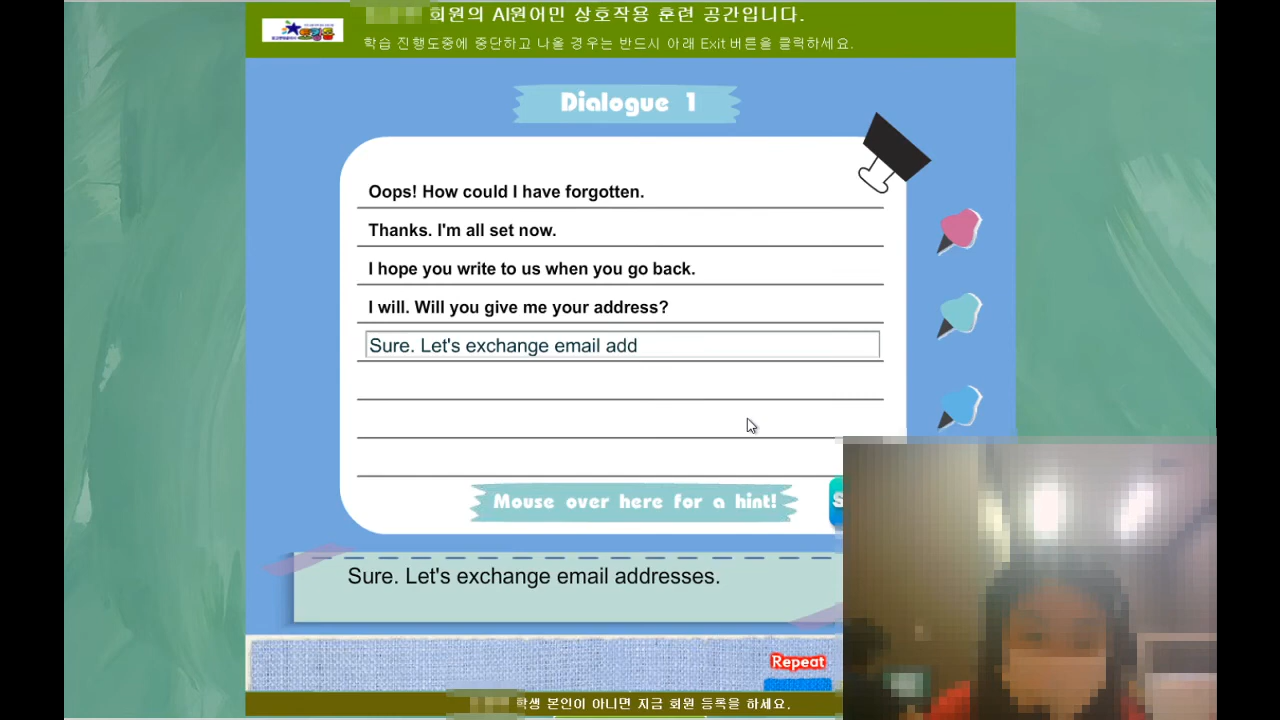 회원의 AI원어민 상호작용 훈련 공간입니다.
학습 진행도중에 중단하고 나올 경우는 반드시 아래 Exit 버튼을 클릭하세요.
Dialogue 1
Oops! How could I have forgotten.
Thanks. I'm all set now.
I hope you write to us when you go back.
I will. Will you give me your address?
Sure. Let's exchange email add
Mouse over here for a hint!
S
Sure. Let's exchange email addresses.
Repeat
학생 본인이 아니면 지금 회원 등록을 하세요.